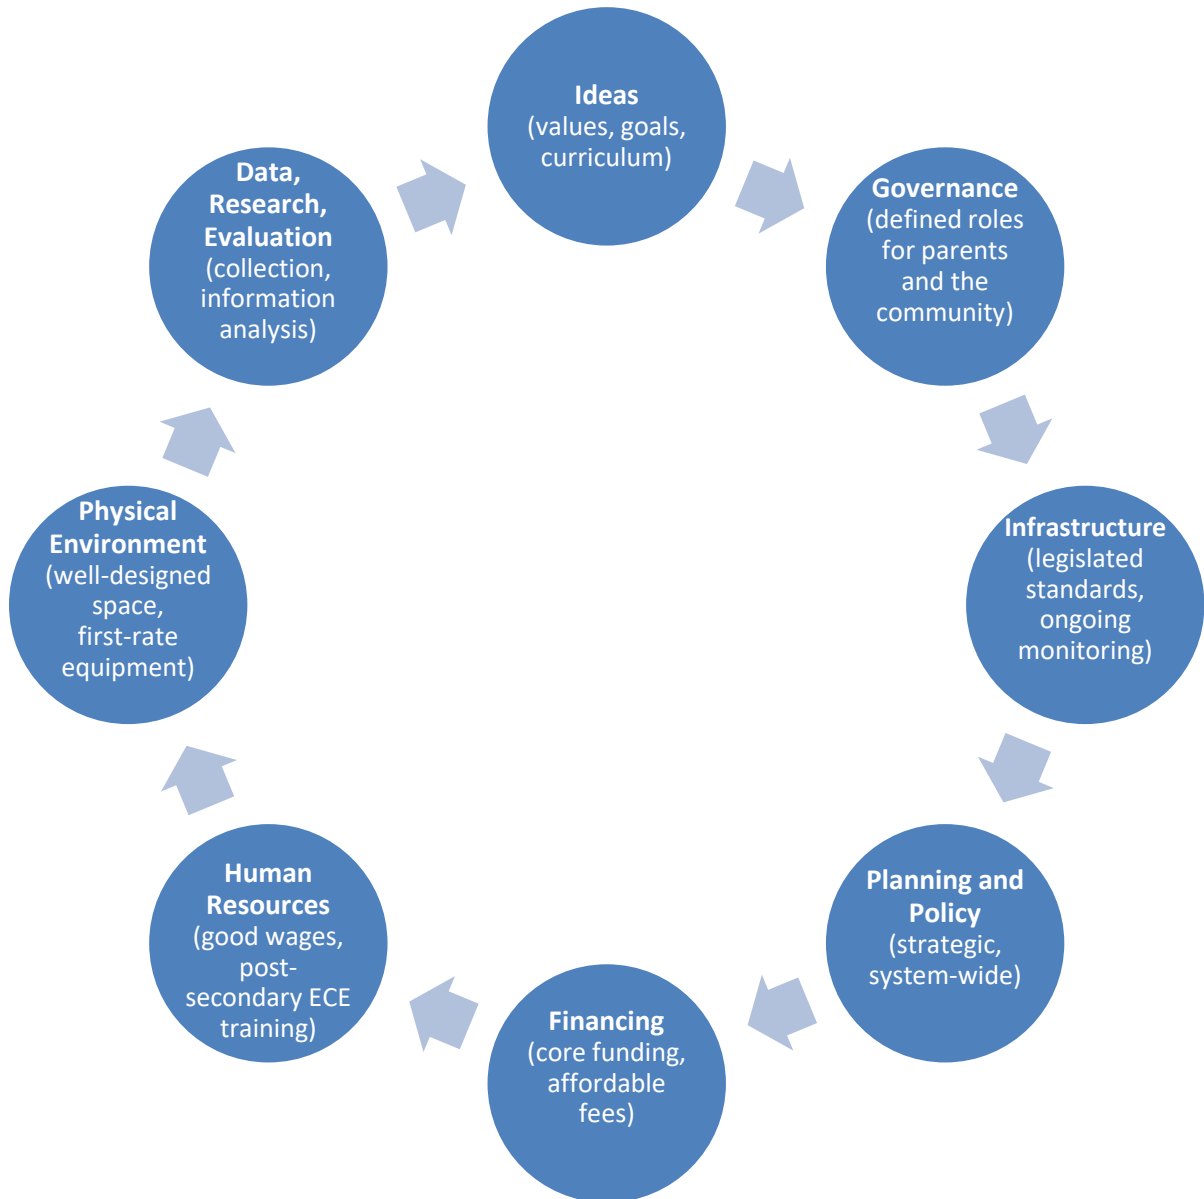 Ideas
(values, goals,
curriculum)
Governance
(defined roles
for parents
and the
community)
Infrastructure
(legislated
standards,
ongoing
monitoring)
Planning and
Policy
(strategic,
system-wide)
Financing
(core funding,
affordable
fees)
Human
Resources
(good wages,
post-
secondary ECE
training)
Physical
Environment
(well-designed
space,
first-rate
equipment)
Data,
Research,
Evaluation
(collection,
information
analysis)